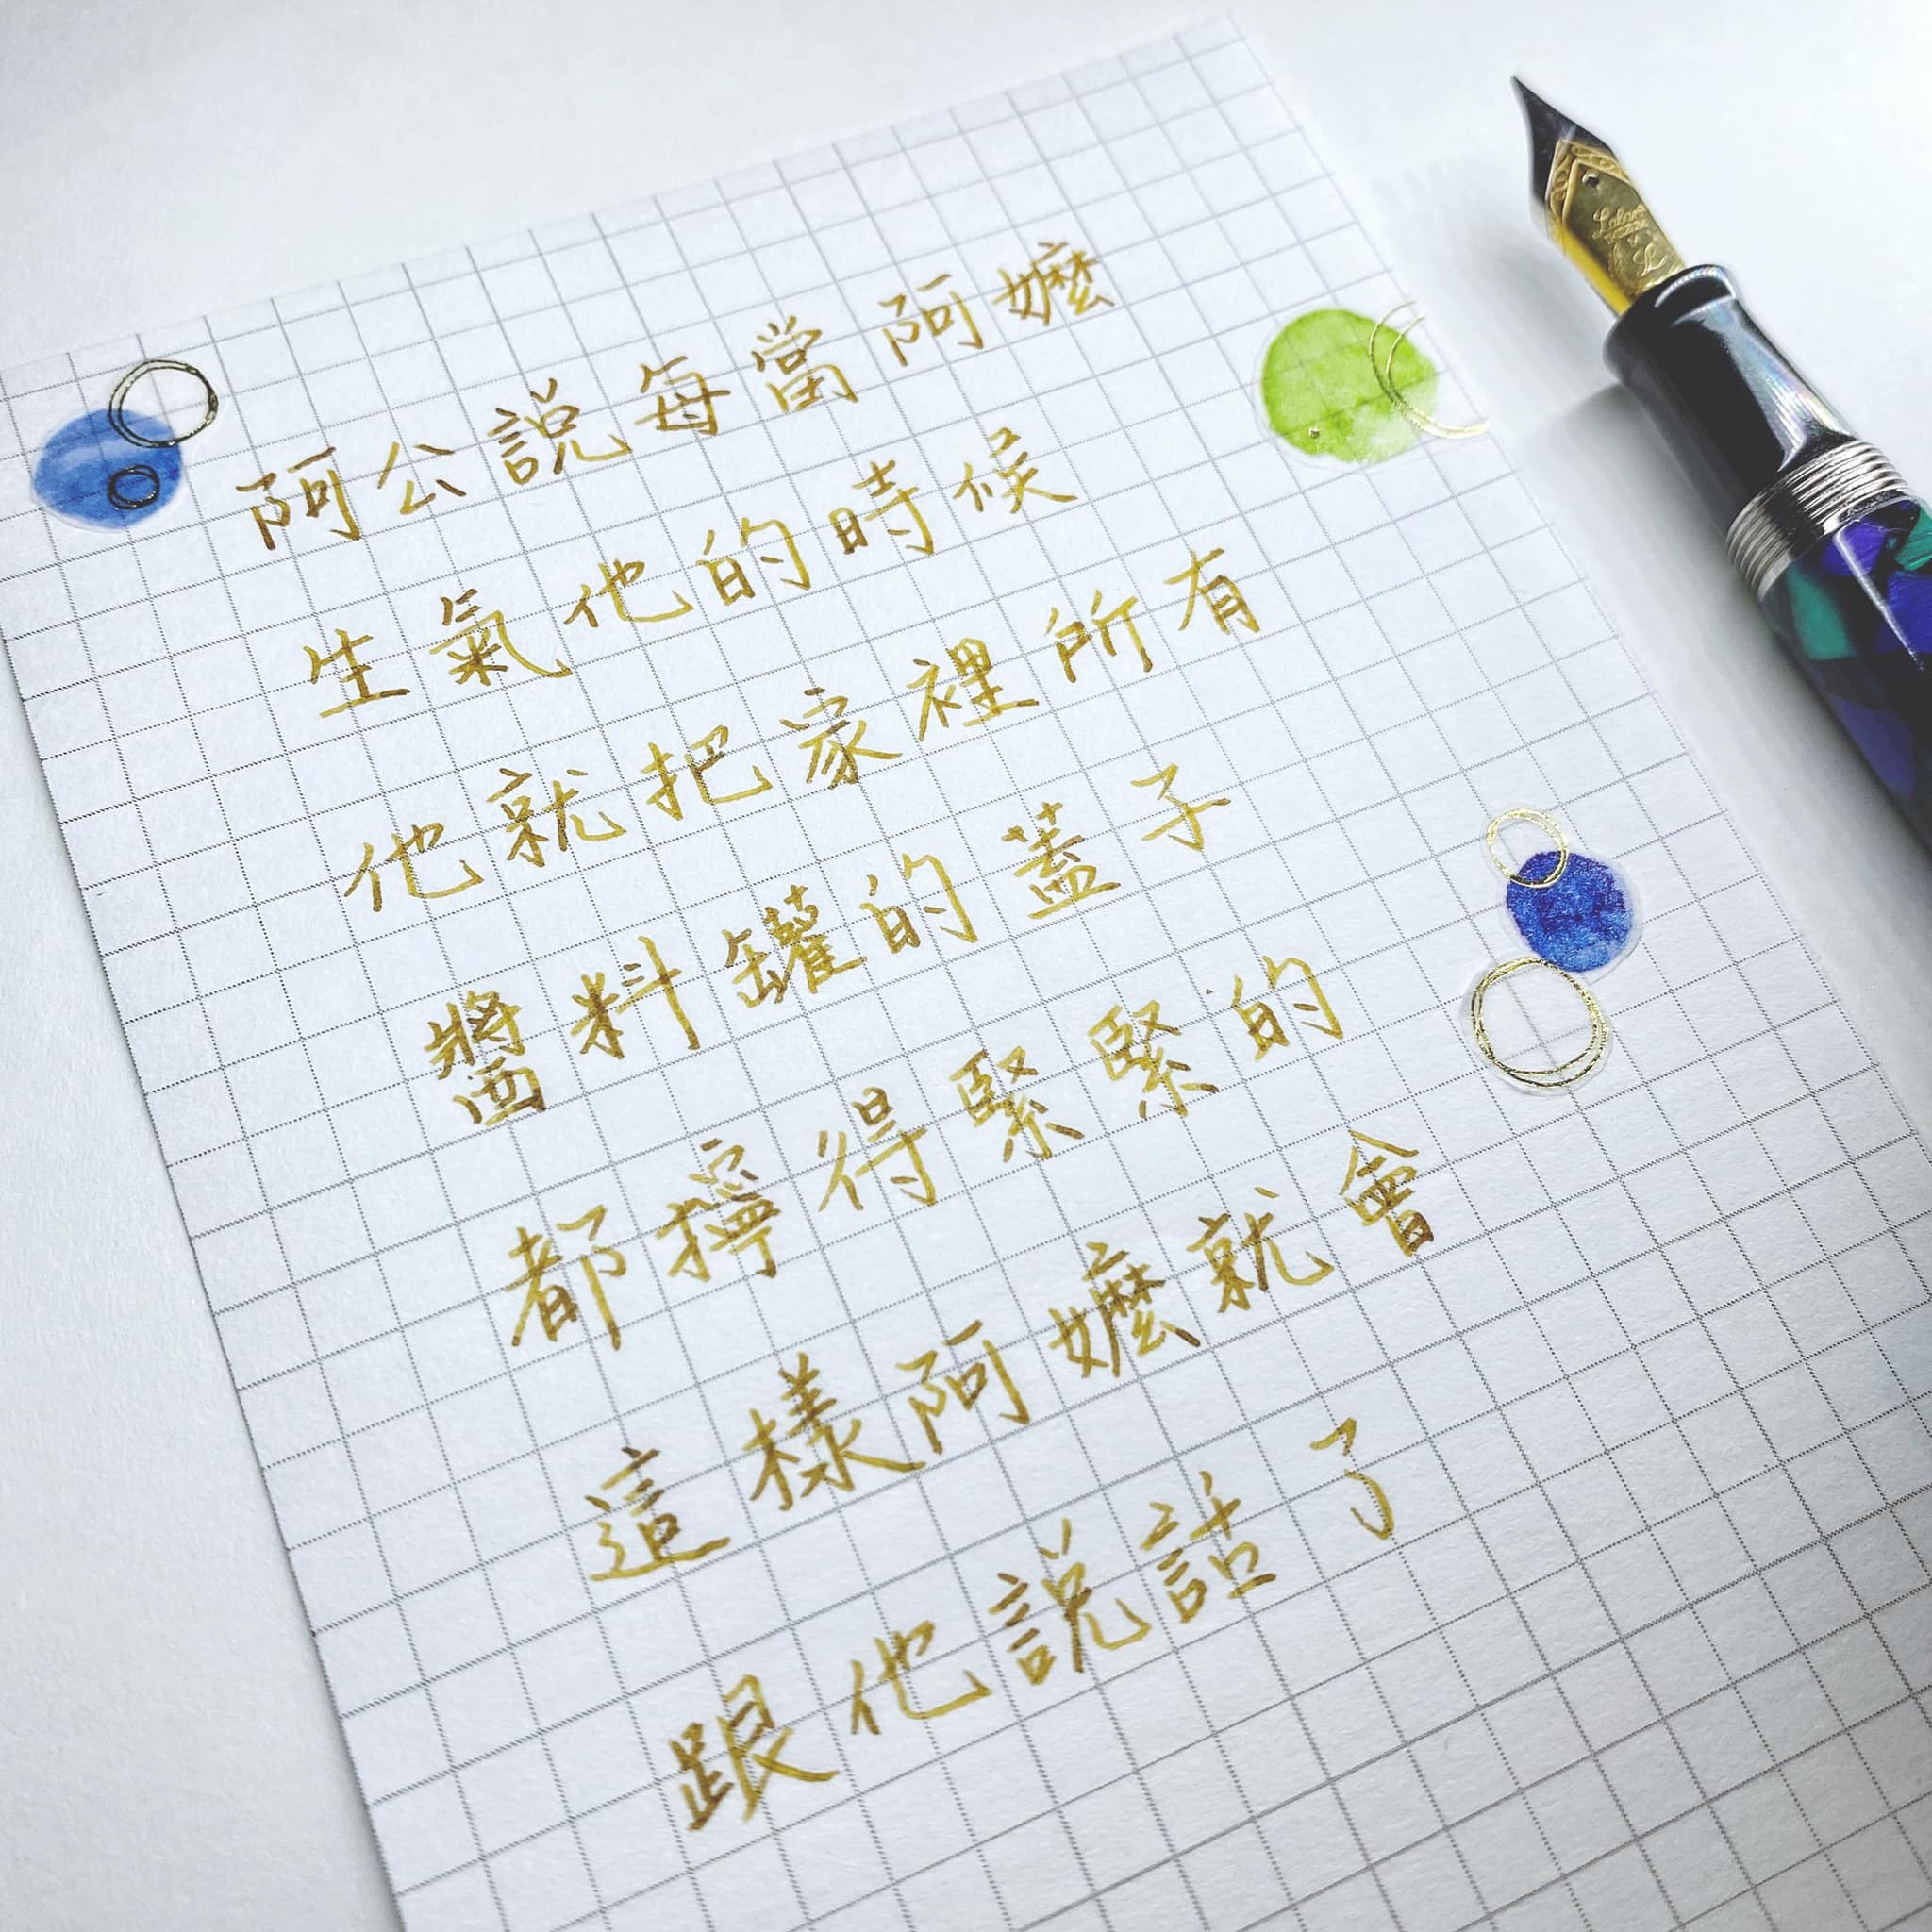 阿公說每當阿嬤
生氣他的時候
他就把家裡所有
醬料罐的蓋子
都擰得緊緊的
這樣阿嬤就會
跟他說話了